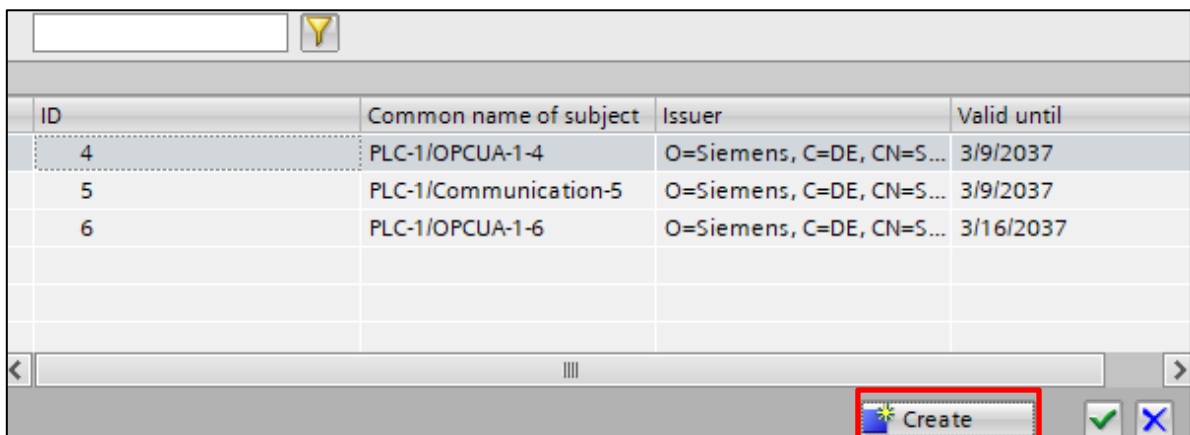 ID Common name of subject Issuer Valid until
4 PLC-1/OPCUA-1-4 O=Siemens, C=DE, CN=S... 3/9/2037
5 PLC-1/Communication-5 O=Siemens, C=DE, CN=S... 3/9/2037
6 PLC-1/OPCUA-1-6 O=Siemens, C=DE, CN=S... 3/16/2037
Create